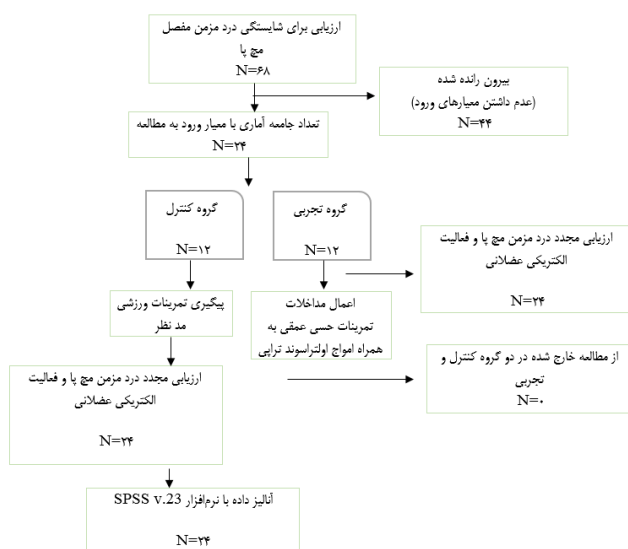 ارزیابی برای شایستگی درد مزمن مفصل
مچ پا
N=۶۸
بیرون رانده شده
(عدم داشتن معیارهای ورود)
N=۴۴
تعداد جامعه آماری با معیار ورود به مطالعه
N=۲۴
گروه کنترل
N=۱۲
گروه تجربی
N=۱۲
ارزیابی مجدد درد مزمن مچ پا و فعالیت
الکتریکی عضلانی
N=۲۴
پیگیری تمرینات ورزشی
مد نظر
اعمال مداخلات
تمرینات حسی عمقی به
همراه امواج اولتراسوند تراپی
از مطالعه خارج شده در دو گروه کنترل و
تجربی
N=۰
ارزیابی مجدد درد مزمن مچ پا و فعالیت
الکتریکی عضلانی
N=۲۴
آنالیز داده با نرم‌افزار SPSS v.23
N=۲۴